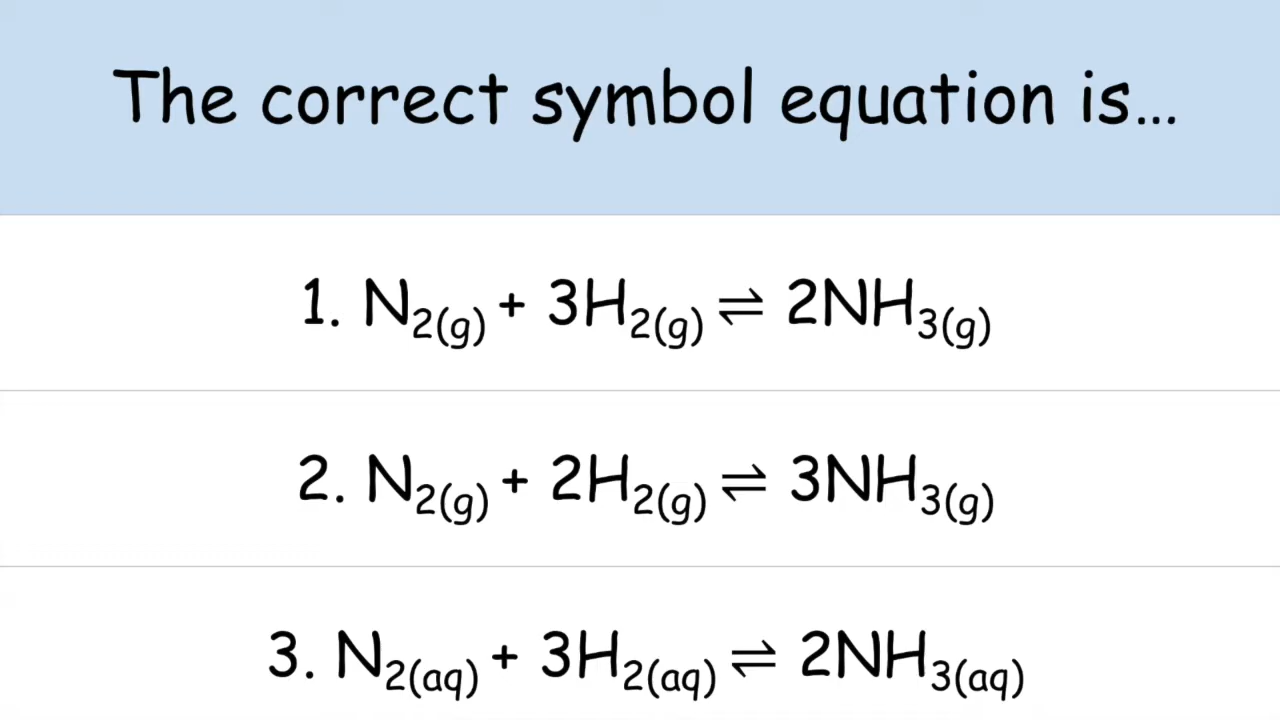 The correct symbol equation is...
1. N₂(g) + 3H₂(g) ⇌ 2NH₃(g)
2. N₂(g) + 2H₂(g) ⇌ 3NH₃(g)
3. N₂(aq) + 3H₂(aq) ⇌ 2NH₃(aq)